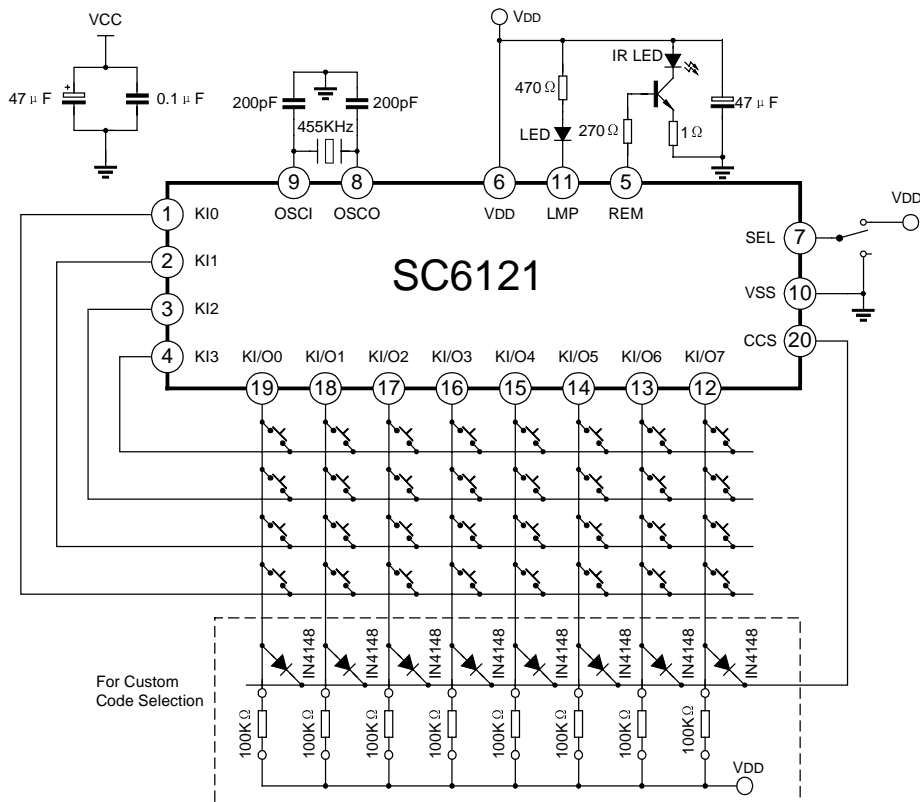 VCC
47 μ F
+
0.1 μ F
200pF
200pF
455KHz
VDD
470 Ω
LED
IR LED
270 Ω
1 Ω
47 μ F
9
8
6
11
5
OSCI
OSCO
VDD
LMP
REM
1
KI0
2
KI1
3
KI2
4
KI3
SC6121
SEL
7
VDD
VSS
10
CCS
20
KI/O0
KI/O1
KI/O2
KI/O3
KI/O4
KI/O5
KI/O6
KI/O7
19
18
17
16
15
14
13
12
IN4148
IN4148
IN4148
IN4148
IN4148
IN4148
IN4148
IN4148
For Custom
Code Selection
100K Ω
100K Ω
100K Ω
100K Ω
100K Ω
100K Ω
100K Ω
100K Ω
VDD